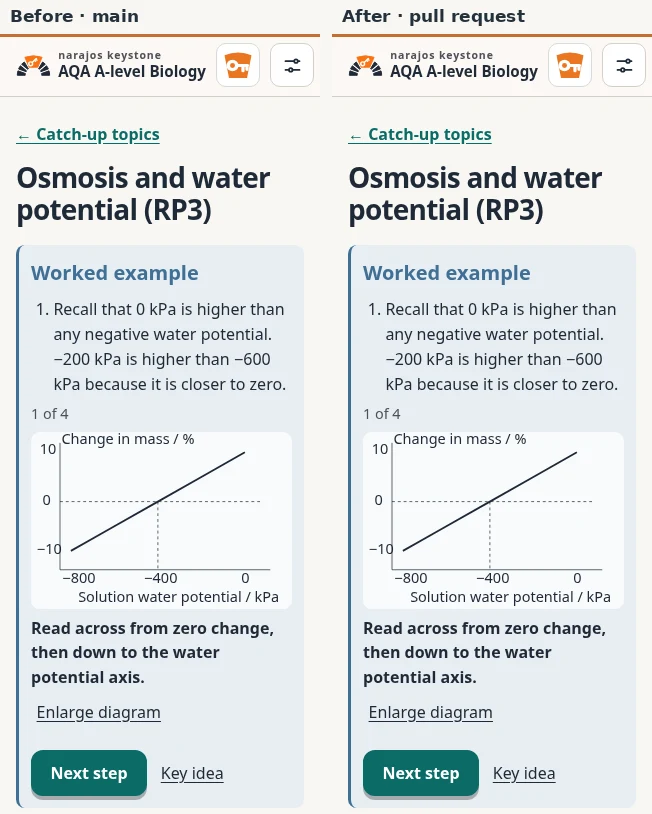 Before · main
narajos keystone
AQA A-level Biology
← Catch-up topics
Osmosis and water
potential (RP3)
Worked example
1. Recall that 0 kPa is higher than
any negative water potential.
−200 kPa is higher than −600
kPa because it is closer to zero.
1 of 4
Change in mass / %
10
0
−10
−800 −400 0
Solution water potential / kPa
Read across from zero change,
then down to the water
potential axis.
Enlarge diagram
Next step Key idea
After · pull request
narajos keystone
AQA A-level Biology
← Catch-up topics
Osmosis and water
potential (RP3)
Worked example
1. Recall that 0 kPa is higher than
any negative water potential.
−200 kPa is higher than −600
kPa because it is closer to zero.
1 of 4
Change in mass / %
10
0
−10
−800 −400 0
Solution water potential / kPa
Read across from zero change,
then down to the water
potential axis.
Enlarge diagram
Next step Key idea